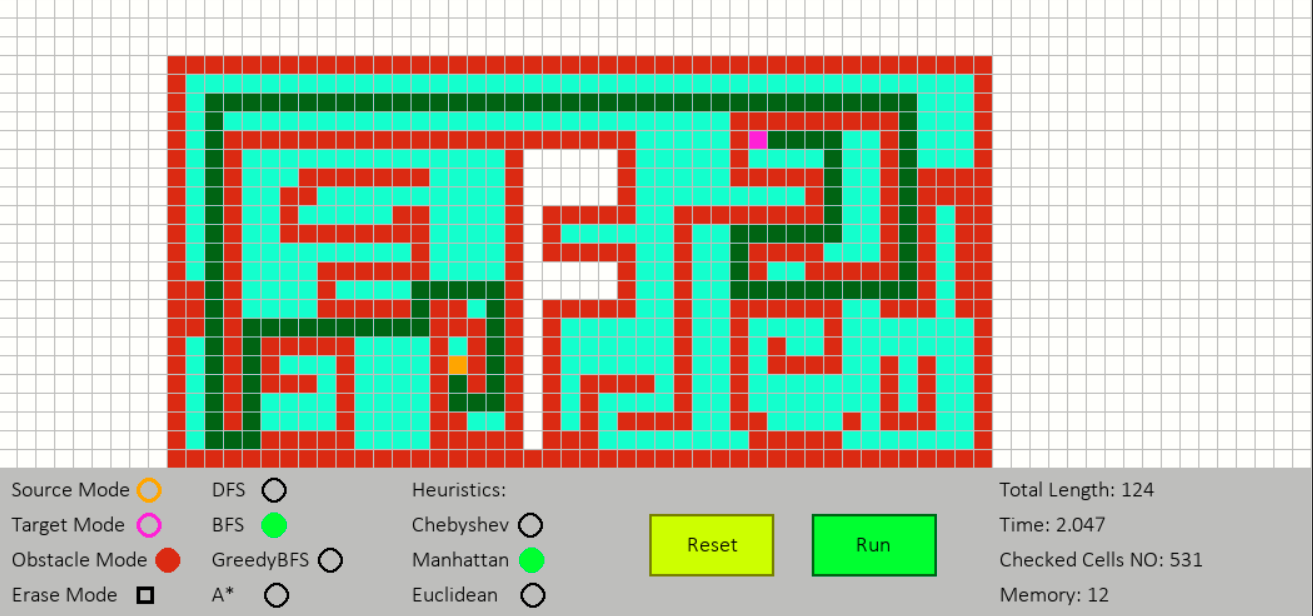 Source Mode DFS Heuristics: Total Length: 124
Target Mode BFS Chebyshev Reset Run Time: 2.047
Obstacle Mode GreedyBFS Manhattan Checked Cells NO: 531
Erase Mode A* Euclidean Memory: 12